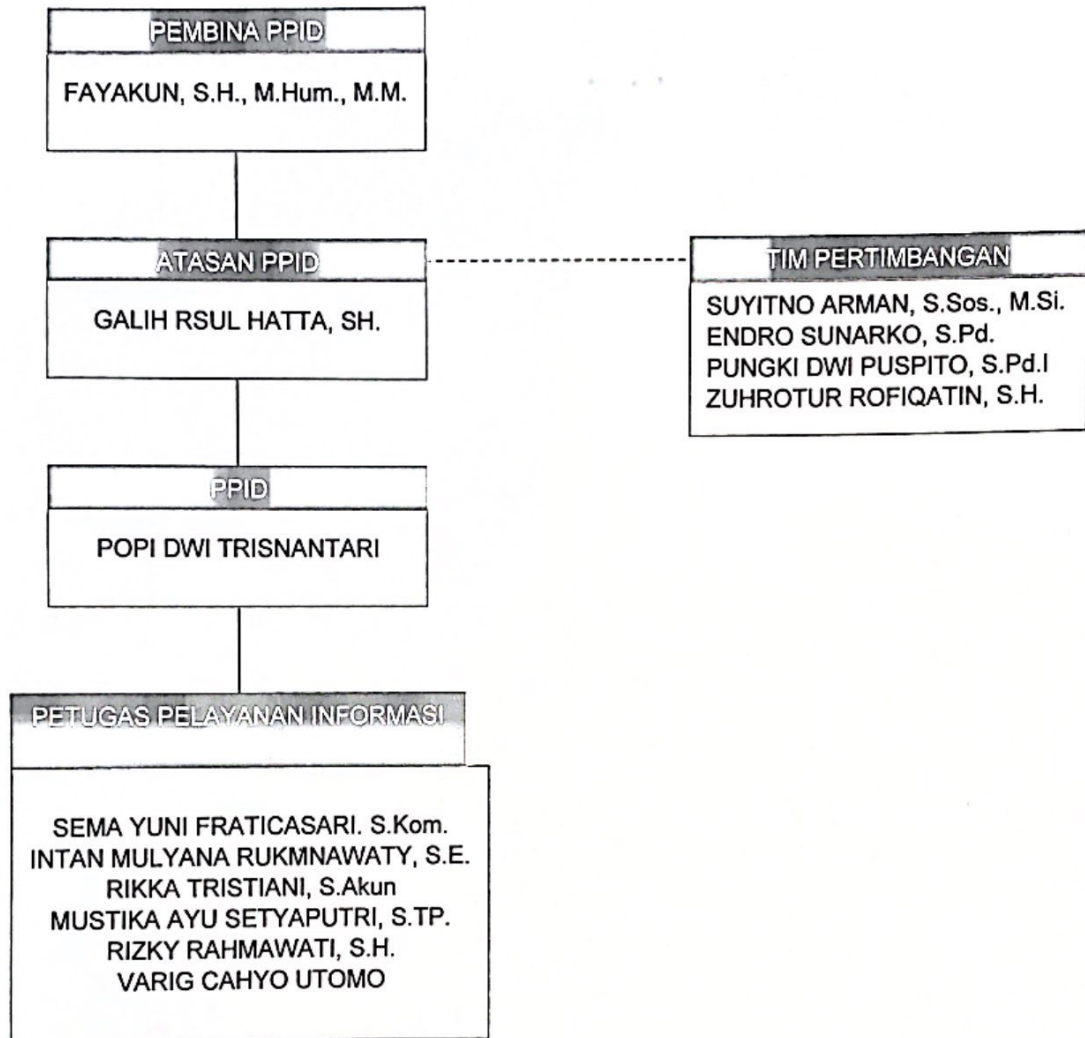 PEMBINA PPID
FAYAKUN, S.H., M.Hum., M.M.
ATASAN PPID
GALIH RSUL HATTA, SH.
TIM PERTIMBANGAN
SUYITNO ARMAN, S.Sos., M.Si.
ENDRO SUNARKO, S.Pd.
PUNGKI DWI PUSPITO, S.Pd.I
ZUHROTUR ROFIQATIN, S.H.
PPID
POPI DWI TRISNANTARI
PETUGAS PELAYANAN INFORMASI
SEMA YUNI FRATICASARI. S.Kom.
INTAN MULYANA RUKMNAWATY, S.E.
RIKKA TRISTIANI, S.Akun
MUSTIKA AYU SETYAPUTRI, S.TP.
RIZKY RAHMAWATI, S.H.
VARIG CAHYO UTOMO